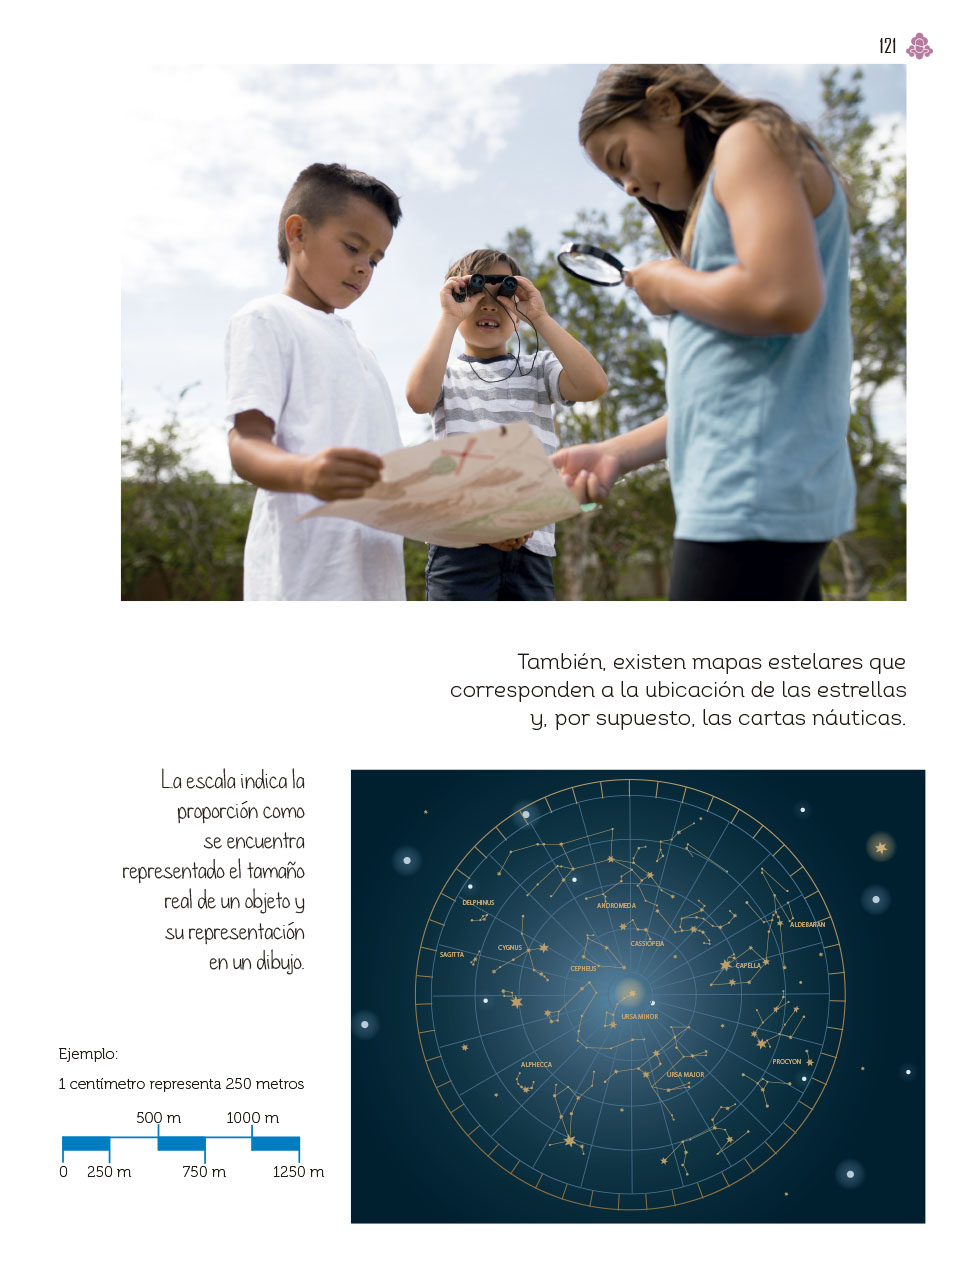 121
También, existen mapas estelares que
corresponden a la ubicación de las estrellas
y, por supuesto, las cartas náuticas.
La escala indica la
proporción como
se encuentra
representado el tamaño
real de un objeto y
su representación
en un dibujo.
Ejemplo:
1 centímetro representa 250 metros
500 m 1000 m
0 250 m 750 m 1250 m
DELPHINUS
ANDROMEDA
ALDEBARAN
CYGNUS
CASSIOPEIA
SAGITTA
CEPHEUS
CAPELLA
URSA MINOR
ALPHECCA
PROCYON
URSA MAJOR